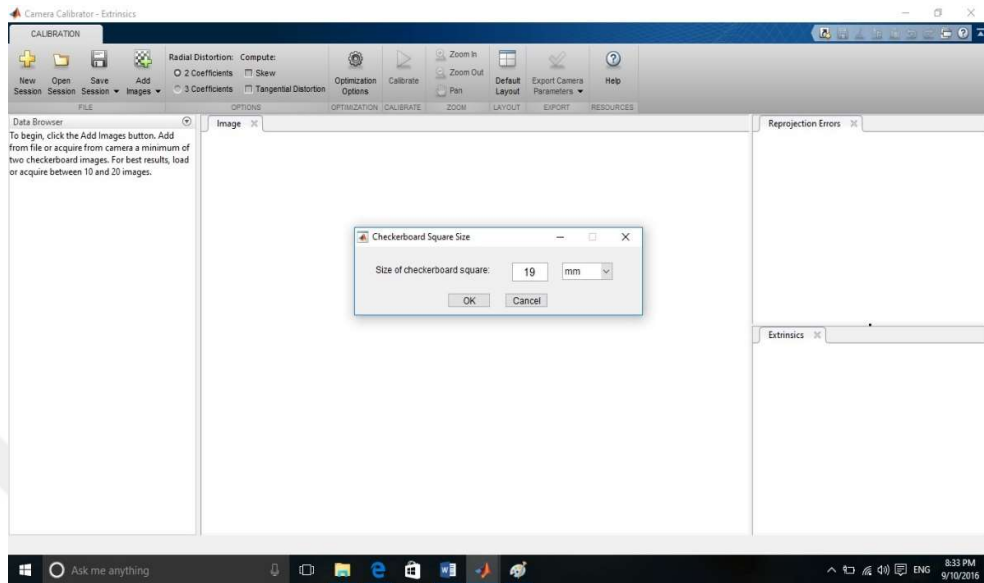 Camera Calibrator - Extrinsics
CALIBRATION
New Session
Open Session
Save Session
Add Images
FILE
Radial Distortion:
2 Coefficients
3 Coefficients
Compute:
Skew
Tangential Distortion
OPTIONS
Optimization Options
OPTIMIZATION
Calibrate
CALIBRATE
Zoom In
Zoom Out
Pan
ZOOM
Default Layout
LAYOUT
Export Camera Parameters
EXPORT
Help
RESOURCES
Data Browser
To begin, click the Add Images button. Add
from file or acquire from camera a minimum of
two checkerboard images. For best results, load
or acquire between 10 and 20 images.
Image
Checkerboard Square Size
Size of checkerboard square:
19
mm
OK
Cancel
Reprojection Errors
Extrinsics
Ask me anything
ENG
8:33 PM
9/10/2016